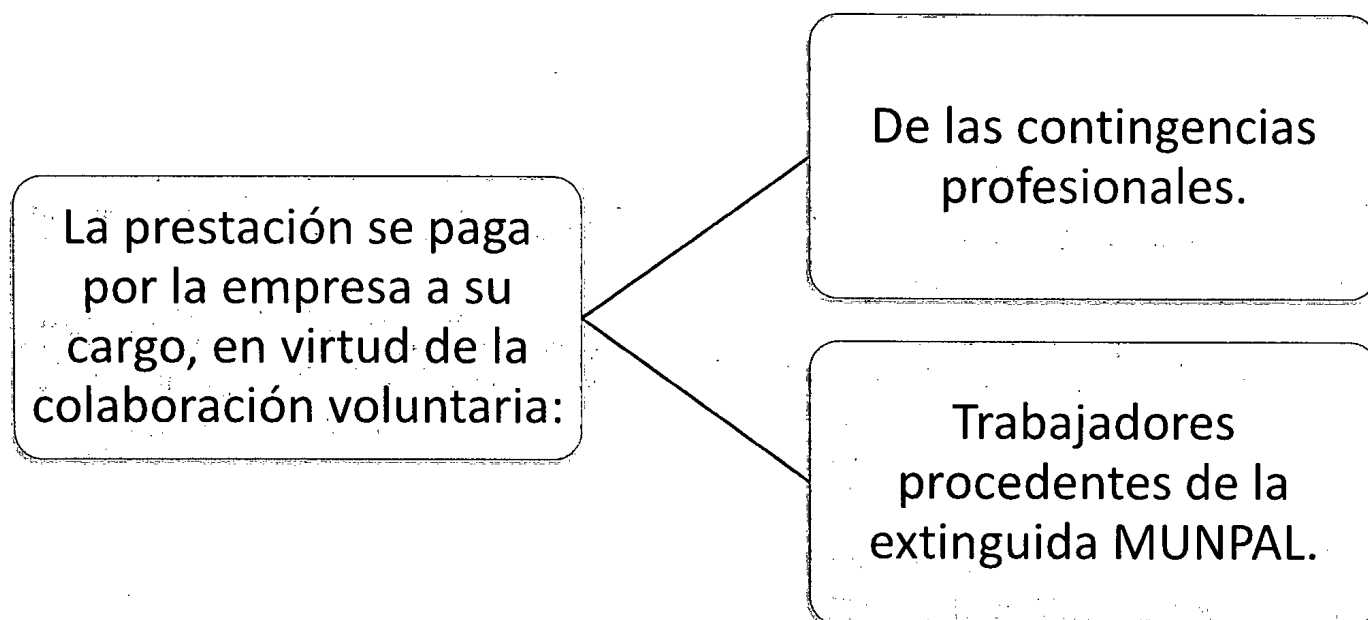 La prestación se paga
por la empresa a su
cargo, en virtud de la
colaboración voluntaria:
De las contingencias
profesionales.
Trabajadores
procedentes de la
extinguida MUNPAL.